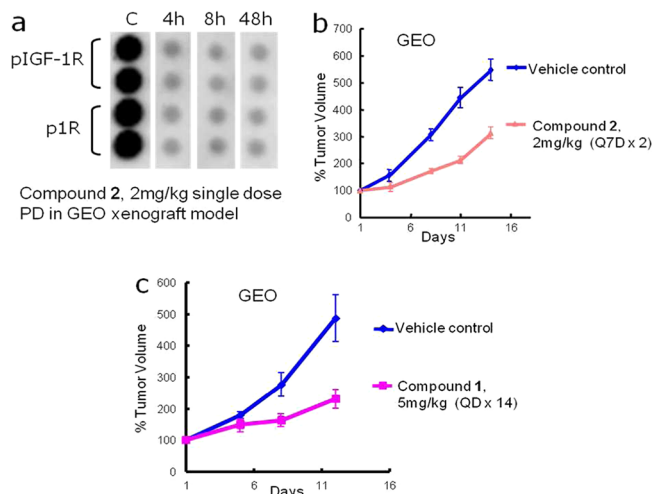 a
C 4h 8h 48h
pIGF-1R
p1R
Compound 2, 2mg/kg single dose
PD in GEO xenograft model
b
GEO
% Tumor Volume
700
600
500
400
300
200
100
0
1 6 11 16
Days
Vehicle control
Compound 2,
2mg/kg (Q7D x 2)
c
GEO
% Tumor Volume
600
500
400
300
200
100
0
1 6 11 16
Days
Vehicle control
Compound 1,
5mg/kg (QD x 14)